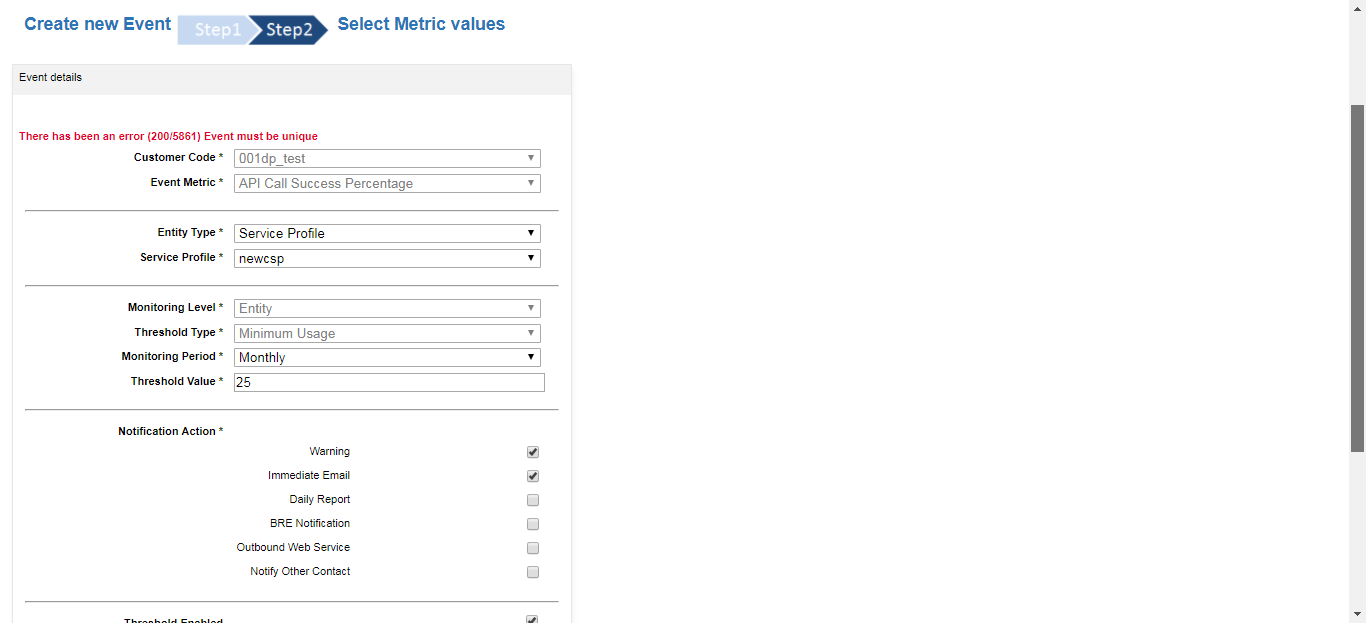 Create new Event Step1 Step2 Select Metric values
Event details
There has been an error (200/5861) Event must be unique
Customer Code * 001dp_test
Event Metric * API Call Success Percentage
Entity Type * Service Profile
Service Profile * newcsp
Monitoring Level * Entity
Threshold Type * Minimum Usage
Monitoring Period * Monthly
Threshold Value * 25
Notification Action *
Warning
Immediate Email
Daily Report
BRE Notification
Outbound Web Service
Notify Other Contact
Threshold Enabled